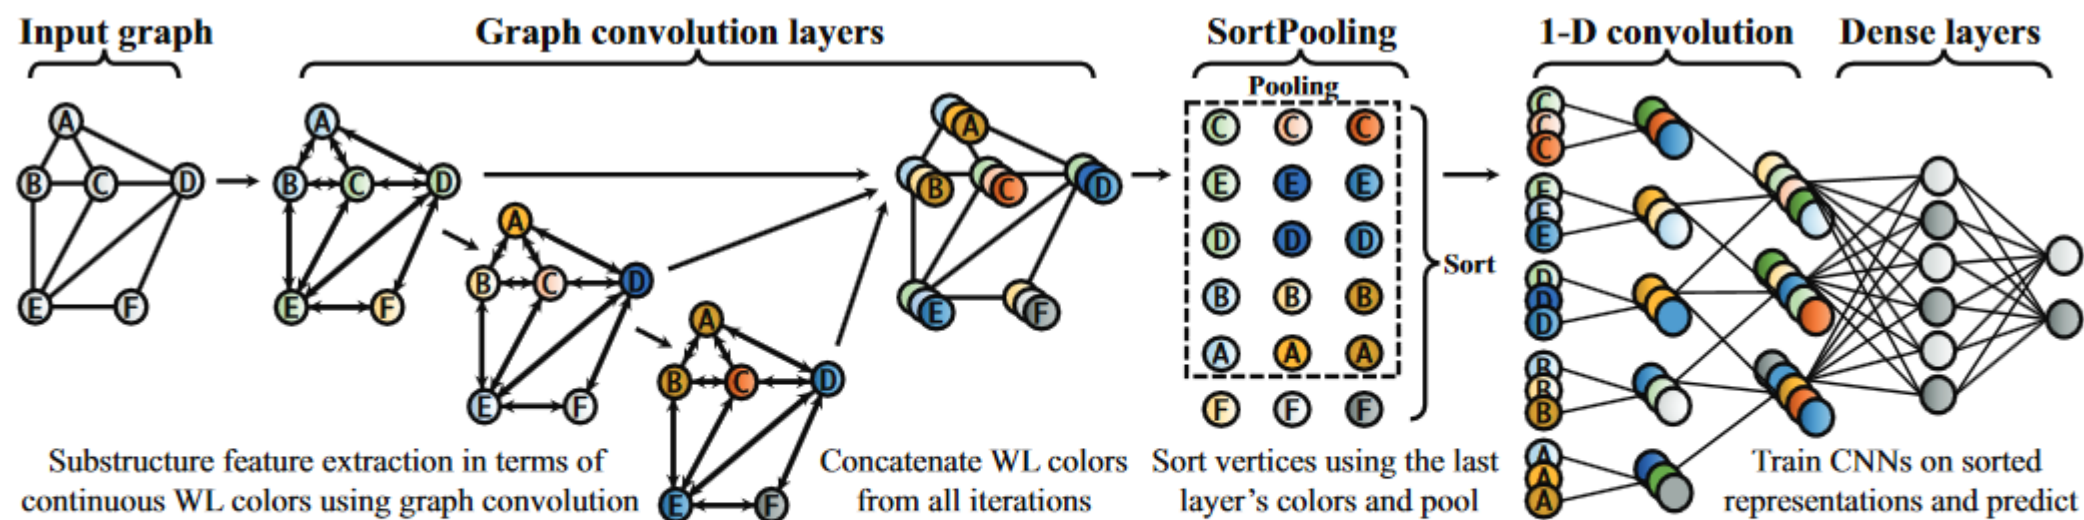 Input graph
Graph convolution layers
SortPooling
1-D convolution
Dense layers
Pooling
A
B C D
E F
A
B C D
E F
A
B C D
E F
A
B C D
E F
A
B C D
E F
C C C
E E E
D D D
B B B
A A A
F F F
Sort
C
C
C
E
E
E
D
D
D
B
B
B
A
A
A
Substructure feature extraction in terms of
continuous WL colors using graph convolution
Concatenate WL colors
from all iterations
Sort vertices using the last
layer's colors and pool
Train CNNs on sorted
representations and predict